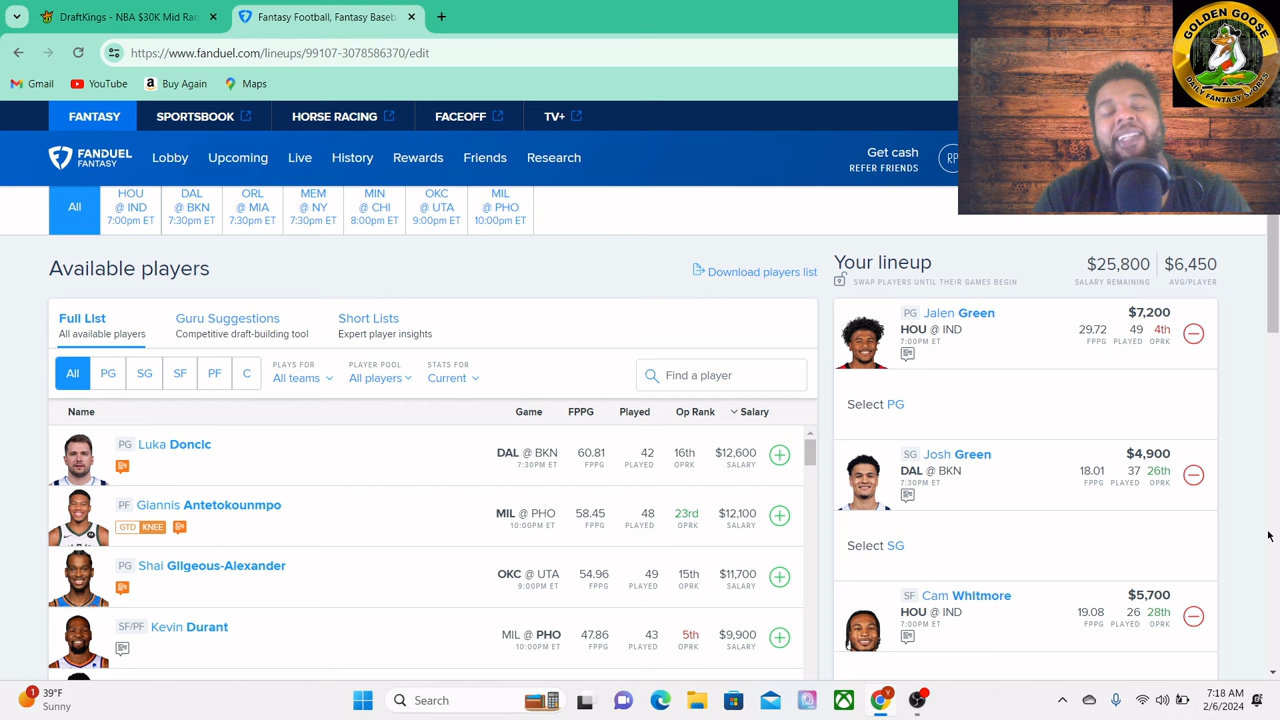 DraftKings - NBA $30K Mid Ran
Fantasy Football, Fantasy Baseb
https://www.fanduel.com/lineups/99107-3078586370/edit
Gmail YouTube Buy Again Maps
GOLDEN GOO$E
DAILY FANTASY SPORTS
FANTASY SPORTSBOOK HORSE RACING FACEOFF TV+
FANDUEL
FANTASY
Lobby Upcoming Live History Rewards Friends Research
Get cash
REFER FRIENDS
RP
All
HOU @ IND 7:00pm ET
DAL @ BKN 7:30pm ET
ORL @ MIA 7:30pm ET
MEM @ NY 7:30pm ET
MIN @ CHI 8:00pm ET
OKC @ UTA 9:00pm ET
MIL @ PHO 10:00pm ET
Available players
Download players list
Full List
All available players
Guru Suggestions
Competitive draft-building tool
Short Lists
Expert player insights
All PG SG SF PF C
PLAYS FOR
All teams
PLAYER POOL
All players
STATS FOR
Current
Find a player
Name Game FPPG Played Op Rank Salary
PG Luka Doncic
DAL @ BKN 60.81 42 16th $12,600
7:30PM ET FPPG PLAYED OPRK SALARY
PF Giannis Antetokounmpo
GTD KNEE
MIL @ PHO 58.45 48 23rd $12,100
10:00PM ET FPPG PLAYED OPRK SALARY
PG Shai Gilgeous-Alexander
OKC @ UTA 54.96 49 15th $11,700
9:00PM ET FPPG PLAYED OPRK SALARY
SF/PF Kevin Durant
MIL @ PHO 47.86 43 5th $9,900
10:00PM ET FPPG PLAYED OPRK SALARY
Your lineup
SWAP PLAYERS UNTIL THEIR GAMES BEGIN
$25,800 $6,450
SALARY REMAINING AVG/PLAYER
PG Jalen Green $7,200
HOU @ IND 29.72 49 4th
7:00PM ET FPPG PLAYED OPRK
Select PG
SG Josh Green $4,900
DAL @ BKN 18.01 37 26th
7:30PM ET FPPG PLAYED OPRK
Select SG
SF Cam Whitmore $5,700
HOU @ IND 19.08 26 28th
7:00PM ET FPPG PLAYED OPRK
1
39°F
Sunny
Search
7:18 AM
2/6/2024